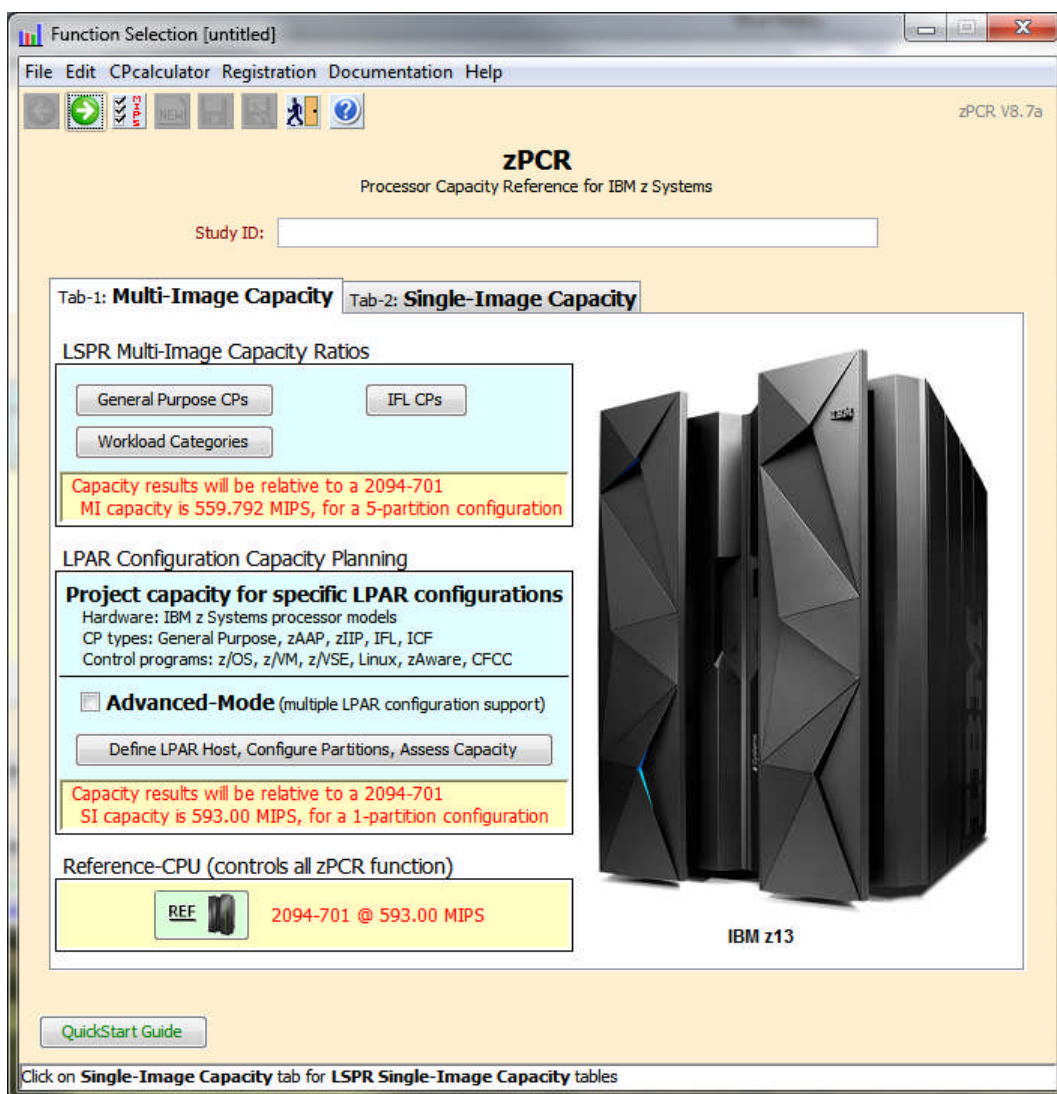 Function Selection [untitled]
File Edit CPcalculator Registration Documentation Help
MIPS NEW
zPCR V8.7a
zPCR
Processor Capacity Reference for IBM z Systems
Study ID:
Tab-1: Multi-Image Capacity Tab-2: Single-Image Capacity
LSPR Multi-Image Capacity Ratios
General Purpose CPs IFL CPs
Workload Categories
Capacity results will be relative to a 2094-701
MI capacity is 559.792 MIPS, for a 5-partition configuration
LPAR Configuration Capacity Planning
Project capacity for specific LPAR configurations
Hardware: IBM z Systems processor models
CP types: General Purpose, zAAP, zIIP, IFL, ICF
Control programs: z/OS, z/VM, z/VSE, Linux, zAware, CFCC
Advanced-Mode (multiple LPAR configuration support)
Define LPAR Host, Configure Partitions, Assess Capacity
Capacity results will be relative to a 2094-701
SI capacity is 593.00 MIPS, for a 1-partition configuration
Reference-CPU (controls all zPCR function)
REF 2094-701 @ 593.00 MIPS
IBM
IBM z13
QuickStart Guide
Click on Single-Image Capacity tab for LSPR Single-Image Capacity tables